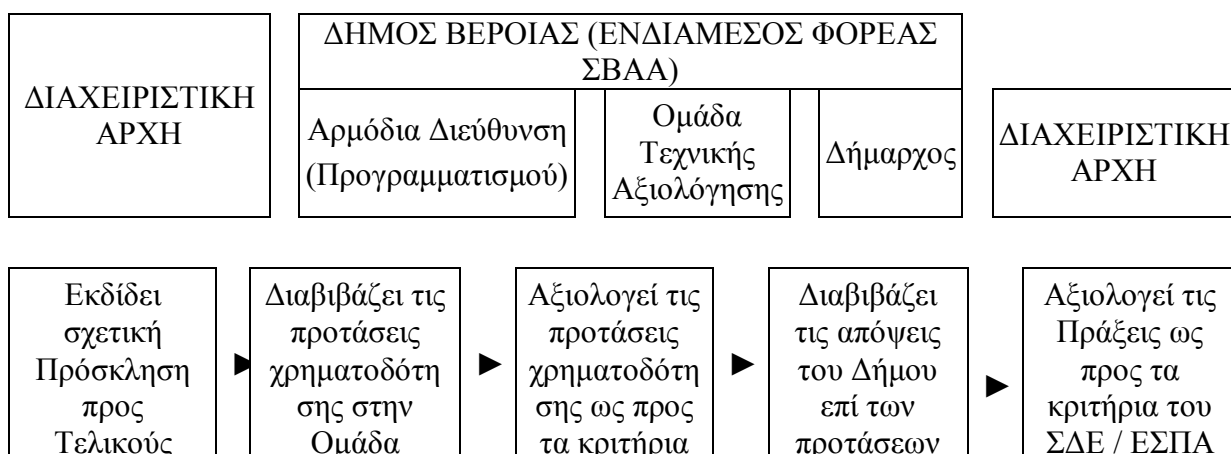 ΔΙΑΧΕΙΡΙΣΤΙΚΗ
ΑΡΧΗ
ΔΗΜΟΣ ΒΕΡΟΙΑΣ (ΕΝΔΙΑΜΕΣΟΣ ΦΟΡΕΑΣ
ΣΒΑΑ)
Αρμόδια Διεύθυνση
(Προγραμματισμού)
Ομάδα
Τεχνικής
Αξιολόγησης
Δήμαρχος
ΔΙΑΧΕΙΡΙΣΤΙΚΗ
ΑΡΧΗ
Εκδίδει
σχετική
Πρόσκληση
προς
Τελικούς
Διαβιβάζει τις
προτάσεις
χρηματοδότη
σης στην
Ομάδα
Αξιολογεί τις
προτάσεις
χρηματοδότη
σης ως προς
τα κριτήρια
Διαβιβάζει
τις απόψεις
του Δήμου
επί των
προτάσεων
Αξιολογεί τις
Πράξεις ως
προς τα
κριτήρια του
ΣΔΕ / ΕΣΠΑ